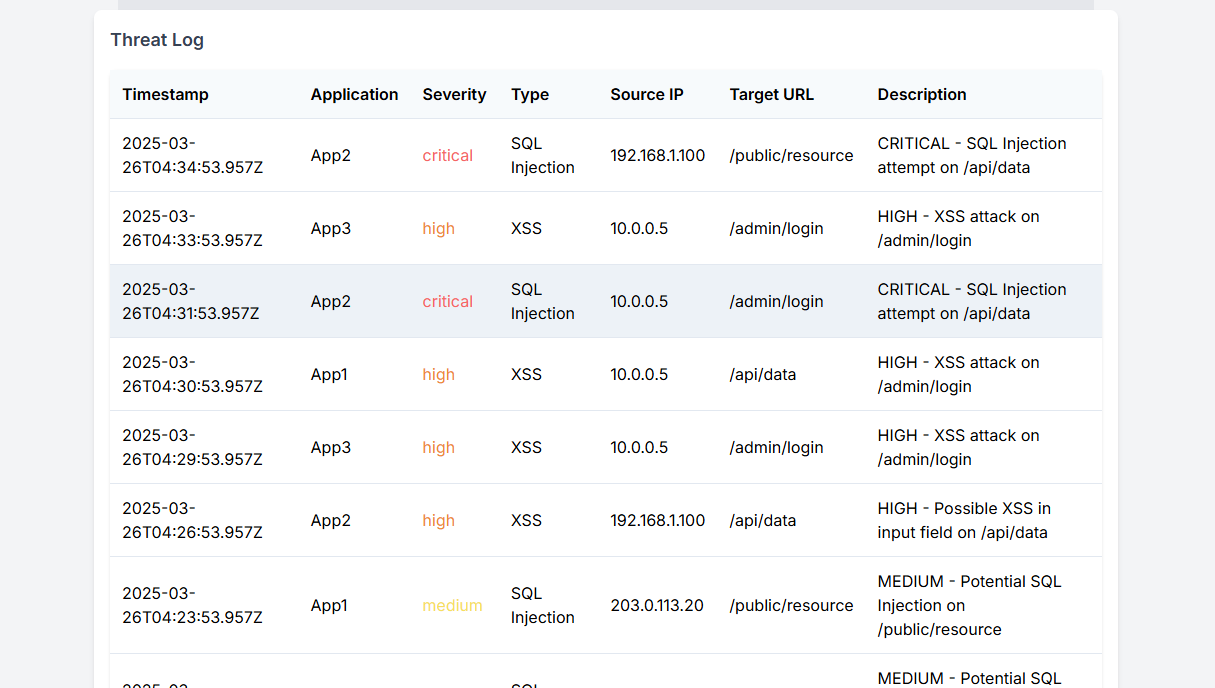 Threat Log
Timestamp Application Severity Type Source IP Target URL Description
2025-03-
26T04:34:53.957Z
App2
critical
SQL
Injection
192.168.1.100
/public/resource
CRITICAL - SQL Injection
attempt on /api/data
2025-03-
26T04:33:53.957Z
App3
high
XSS
10.0.0.5
/admin/login
HIGH - XSS attack on
/admin/login
2025-03-
26T04:31:53.957Z
App2
critical
SQL
Injection
10.0.0.5
/admin/login
CRITICAL - SQL Injection
attempt on /api/data
2025-03-
26T04:30:53.957Z
App1
high
XSS
10.0.0.5
/api/data
HIGH - XSS attack on
/admin/login
2025-03-
26T04:29:53.957Z
App3
high
XSS
10.0.0.5
/admin/login
HIGH - XSS attack on
/admin/login
2025-03-
26T04:26:53.957Z
App2
high
XSS
192.168.1.100
/api/data
HIGH - Possible XSS in
input field on /api/data
2025-03-
26T04:23:53.957Z
App1
medium
SQL
Injection
203.0.113.20
/public/resource
MEDIUM - Potential SQL
Injection on
/public/resource
MEDIUM - Potential SQL